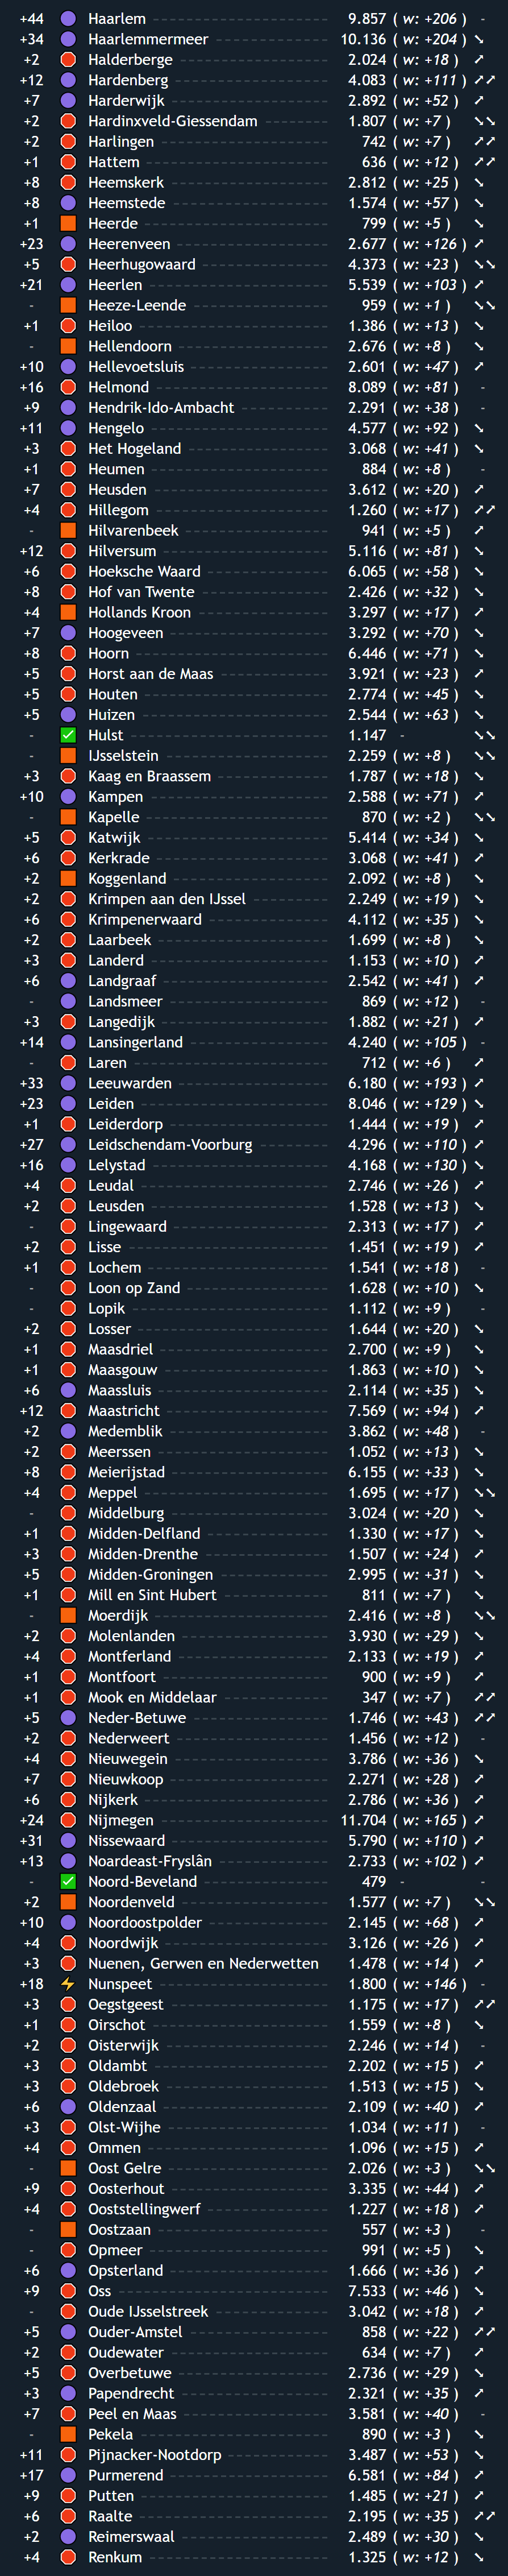 +44 Haarlem 9.857 ( w: +206 ) -
+34 Haarlemmermeer 10.136 ( w: +204 ) ➘
+2 Halderberge 2.024 ( w: +18 ) ➚
+12 Hardenberg 4.083 ( w: +111 ) ➚➚
+7 Harderwijk 2.892 ( w: +52 ) ➚
+2 Hardinxveld-Giessendam 1.807 ( w: +7 ) ➘➘
+2 Harlingen 742 ( w: +7 ) ➚➚
+1 Hattem 636 ( w: +12 ) ➚➚
+8 Heemskerk 2.812 ( w: +25 ) ➘
+8 Heemstede 1.574 ( w: +57 ) ➘
+1 Heerde 799 ( w: +5 ) ➘
+23 Heerenveen 2.677 ( w: +126 ) ➚
+5 Heerhugowaard 4.373 ( w: +23 ) ➘➘
+21 Heerlen 5.539 ( w: +103 ) ➚
- Heeze-Leende 959 ( w: +1 ) ➘➘
+1 Heiloo 1.386 ( w: +13 ) ➘
- Hellendoorn 2.676 ( w: +8 ) ➘
+10 Hellevoetsluis 2.601 ( w: +47 ) ➚
+16 Helmond 8.089 ( w: +81 ) -
+9 Hendrik-Ido-Ambacht 2.291 ( w: +38 ) -
+11 Hengelo 4.577 ( w: +92 ) ➘
+3 Het Hogeland 3.068 ( w: +41 ) ➘
+1 Heumen 884 ( w: +8 ) -
+7 Heusden 3.612 ( w: +20 ) ➚
+4 Hillegom 1.260 ( w: +17 ) ➚➚
- Hilvarenbeek 941 ( w: +5 ) ➚
+12 Hilversum 5.116 ( w: +81 ) ➘
+6 Hoeksche Waard 6.065 ( w: +58 ) ➘
+8 Hof van Twente 2.426 ( w: +32 ) ➘
+4 Hollands Kroon 3.297 ( w: +17 ) ➚
+7 Hoogeveen 3.292 ( w: +70 ) ➘
+8 Hoorn 6.446 ( w: +71 ) ➘
+5 Horst aan de Maas 3.921 ( w: +23 ) ➚
+5 Houten 2.774 ( w: +45 ) ➘
+5 Huizen 2.544 ( w: +63 ) ➘
- Hulst 1.147 - ➘➘
- IJsselstein 2.259 ( w: +8 ) ➘➘
+3 Kaag en Braassem 1.787 ( w: +18 ) ➘
+10 Kampen 2.588 ( w: +71 ) ➚
- Kapelle 870 ( w: +2 ) ➘➘
+5 Katwijk 5.414 ( w: +34 ) ➘
+6 Kerkrade 3.068 ( w: +41 ) ➚
+2 Koggenland 2.092 ( w: +8 ) ➘
+2 Krimpen aan den IJssel 2.249 ( w: +19 ) ➘
+6 Krimpenerwaard 4.112 ( w: +35 ) ➘
+2 Laarbeek 1.699 ( w: +8 ) ➘
+3 Landerd 1.153 ( w: +10 ) ➚
+6 Landgraaf 2.542 ( w: +41 ) ➚
- Landsmeer 869 ( w: +12 ) -
+3 Langedijk 1.882 ( w: +21 ) ➚
+14 Lansingerland 4.240 ( w: +105 ) -
- Laren 712 ( w: +6 ) ➚
+33 Leeuwarden 6.180 ( w: +193 ) ➚
+23 Leiden 8.046 ( w: +129 ) ➘
+1 Leiderdorp 1.444 ( w: +19 ) ➚
+27 Leidschendam-Voorburg 4.296 ( w: +110 ) ➚
+16 Lelystad 4.168 ( w: +130 ) ➘
+4 Leudal 2.746 ( w: +26 ) ➚
+2 Leusden 1.528 ( w: +13 ) ➘
- Lingewaard 2.313 ( w: +17 ) ➚
+2 Lisse 1.451 ( w: +19 ) ➚
+1 Lochem 1.541 ( w: +18 ) -
- Loon op Zand 1.628 ( w: +10 ) ➘
- Lopik 1.112 ( w: +9 ) -
+2 Losser 1.644 ( w: +20 ) ➘
+1 Maasdriel 2.700 ( w: +9 ) ➘
+1 Maasgouw 1.863 ( w: +10 ) ➘
+6 Maassluis 2.114 ( w: +35 ) ➘
+12 Maastricht 7.569 ( w: +94 ) ➚
+2 Medemblik 3.862 ( w: +48 ) -
+2 Meerssen 1.052 ( w: +13 ) ➘
+8 Meierijstad 6.155 ( w: +33 ) ➘
+4 Meppel 1.695 ( w: +17 ) ➘➘
- Middelburg 3.024 ( w: +20 ) ➘
+1 Midden-Delfland 1.330 ( w: +17 ) ➘
+3 Midden-Drenthe 1.507 ( w: +24 ) ➚
+5 Midden-Groningen 2.995 ( w: +31 ) ➘
+1 Mill en Sint Hubert 811 ( w: +7 ) ➘
- Moerdijk 2.416 ( w: +8 ) ➘➘
+2 Molenlanden 3.930 ( w: +29 ) ➘
+4 Montferland 2.133 ( w: +19 ) ➚
+1 Montfoort 900 ( w: +9 ) ➚
+1 Mook en Middelaar 347 ( w: +7 ) ➚➚
+5 Neder-Betuwe 1.746 ( w: +43 ) ➚➚
+2 Nederweert 1.456 ( w: +12 ) -
+4 Nieuwegein 3.786 ( w: +36 ) ➘
+7 Nieuwkoop 2.271 ( w: +28 ) ➚
+6 Nijkerk 2.786 ( w: +36 ) ➚
+24 Nijmegen 11.704 ( w: +165 ) ➚
+31 Nissewaard 5.790 ( w: +110 ) ➚
+13 Noardeast-Fryslân 2.733 ( w: +102 ) ➚
- Noord-Beveland 479 - -
+2 Noordenveld 1.577 ( w: +7 ) ➘➘
+10 Noordoostpolder 2.145 ( w: +68 ) ➚
+4 Noordwijk 3.126 ( w: +26 ) ➚
+3 Nuenen, Gerwen en Nederwetten 1.478 ( w: +14 ) ➚
+18 Nunspeet 1.800 ( w: +146 ) -
+3 Oegstgeest 1.175 ( w: +17 ) ➚➚
+1 Oirschot 1.559 ( w: +8 ) ➘
+2 Oisterwijk 2.246 ( w: +14 ) -
+3 Oldambt 2.202 ( w: +15 ) ➚
+3 Oldebroek 1.513 ( w: +15 ) ➘
+6 Oldenzaal 2.109 ( w: +40 ) ➚
+3 Olst-Wijhe 1.034 ( w: +11 ) -
+4 Ommen 1.096 ( w: +15 ) ➚
- Oost Gelre 2.026 ( w: +3 ) ➘➘
+9 Oosterhout 3.335 ( w: +44 ) ➚
+4 Ooststellingwerf 1.227 ( w: +18 ) ➚
- Oostzaan 557 ( w: +3 ) -
- Opmeer 991 ( w: +5 ) ➘
+6 Opsterland 1.666 ( w: +36 ) ➚
+9 Oss 7.533 ( w: +46 ) ➘
- Oude IJsselstreek 3.042 ( w: +18 ) ➚
+5 Ouder-Amstel 858 ( w: +22 ) ➚➚
+2 Oudewater 634 ( w: +7 ) ➚
+5 Overbetuwe 2.736 ( w: +29 ) ➘
+3 Papendrecht 2.321 ( w: +35 ) ➚
+7 Peel en Maas 3.581 ( w: +40 ) -
- Pekela 890 ( w: +3 ) ➘
+11 Pijnacker-Nootdorp 3.487 ( w: +53 ) ➘
+17 Purmerend 6.581 ( w: +84 ) ➚
+9 Putten 1.485 ( w: +21 ) ➚
+6 Raalte 2.195 ( w: +35 ) ➚➚
+2 Reimerswaal 2.489 ( w: +30 ) ➘
+4 Renkum 1.325 ( w: +12 ) ➘